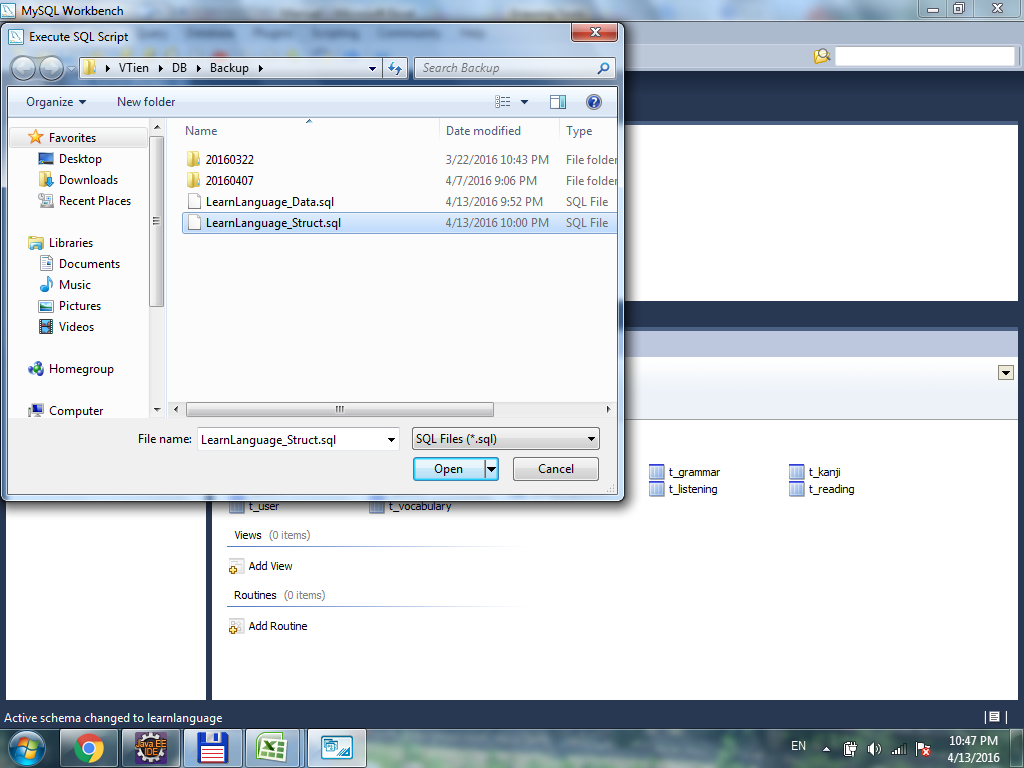 MySQL Workbench
Execute SQL Script
VTien DB Backup
Search Backup
Organize New folder
Favorites
Desktop
Downloads
Recent Places
Libraries
Documents
Music
Pictures
Videos
Homegroup
Computer
Name Date modified Type
20160322 3/22/2016 10:43 PM File folder
20160407 4/7/2016 9:06 PM File folder
LearnLanguage_Data.sql 4/13/2016 9:52 PM SQL File
LearnLanguage_Struct.sql 4/13/2016 10:00 PM SQL File
File name: LearnLanguage_Struct.sql SQL Files (*.sql)
Open Cancel
t_grammar t_kanji
t_listening t_reading
t_user t_vocabulary
Views (0 items)
Add View
Routines (0 items)
Add Routine
Active schema changed to learnlanguage
Java EE
IDE
EN
10:47 PM
4/13/2016